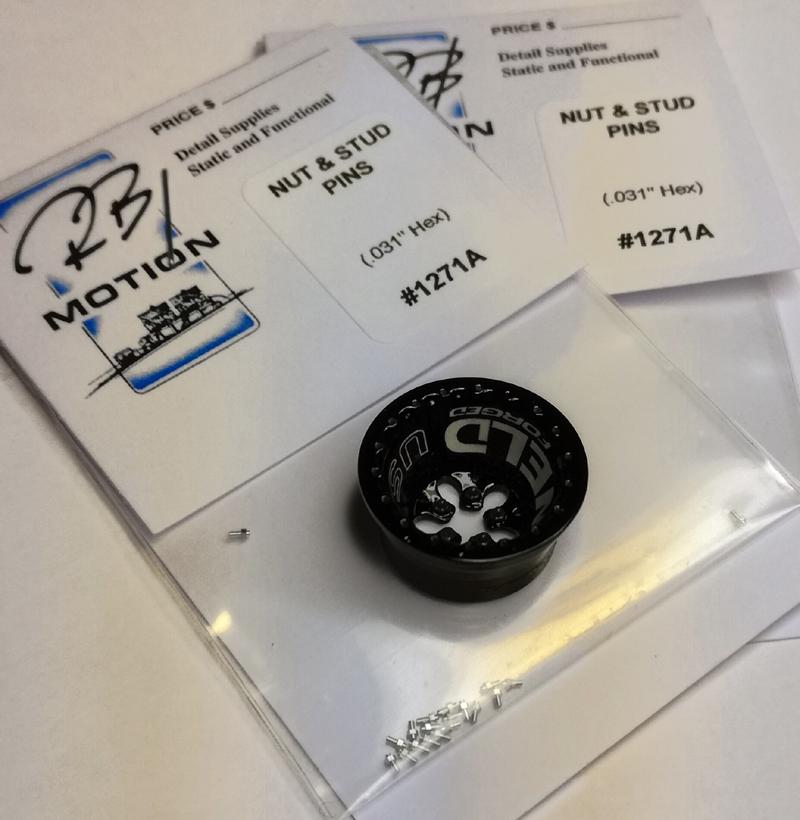 PRICE $
Detail Supplies
Static and Functional
RB
MOTION
NUT & STUD
PINS
(.031" Hex)
#1271A
PRICE $
Detail Supplies
Static and Functional
NUT & STUD
PINS
(.031" Hex)
#1271A
WELD
FORGED